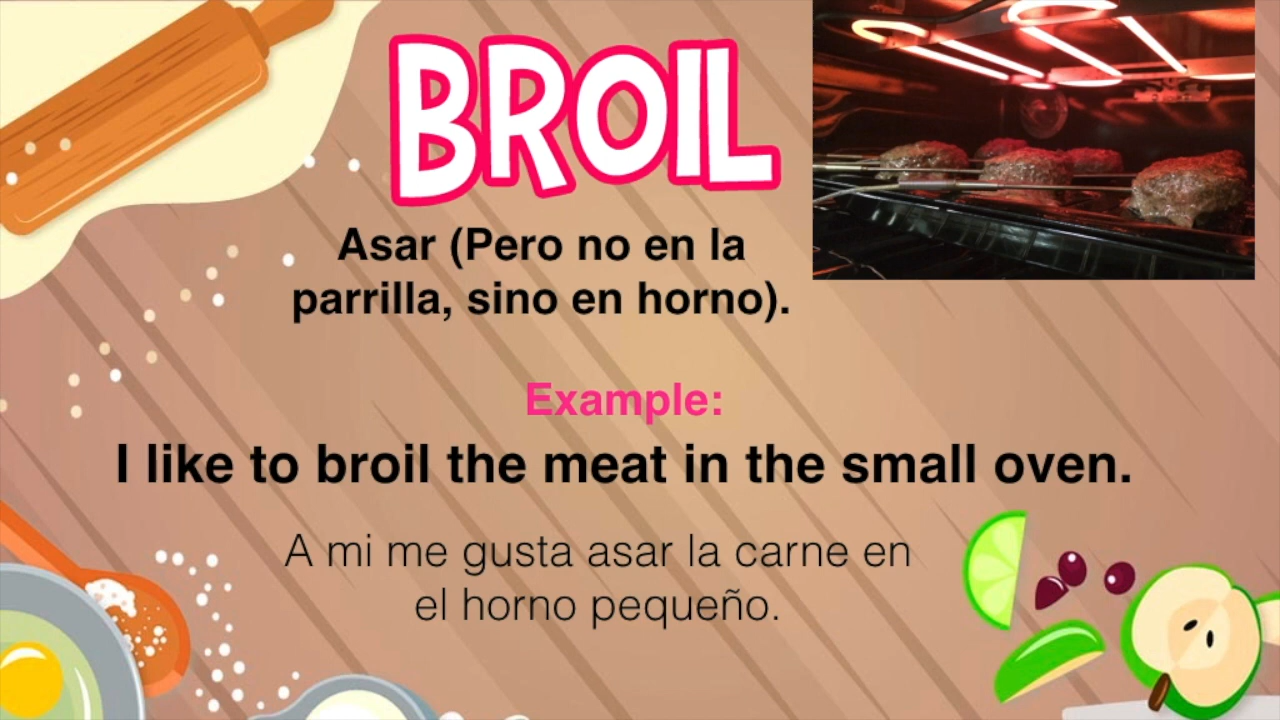 BROIL
Asar (Pero no en la
parrilla, sino en horno).
Example:
I like to broil the meat in the small oven.
A mi me gusta asar la carne en
el horno pequeño.